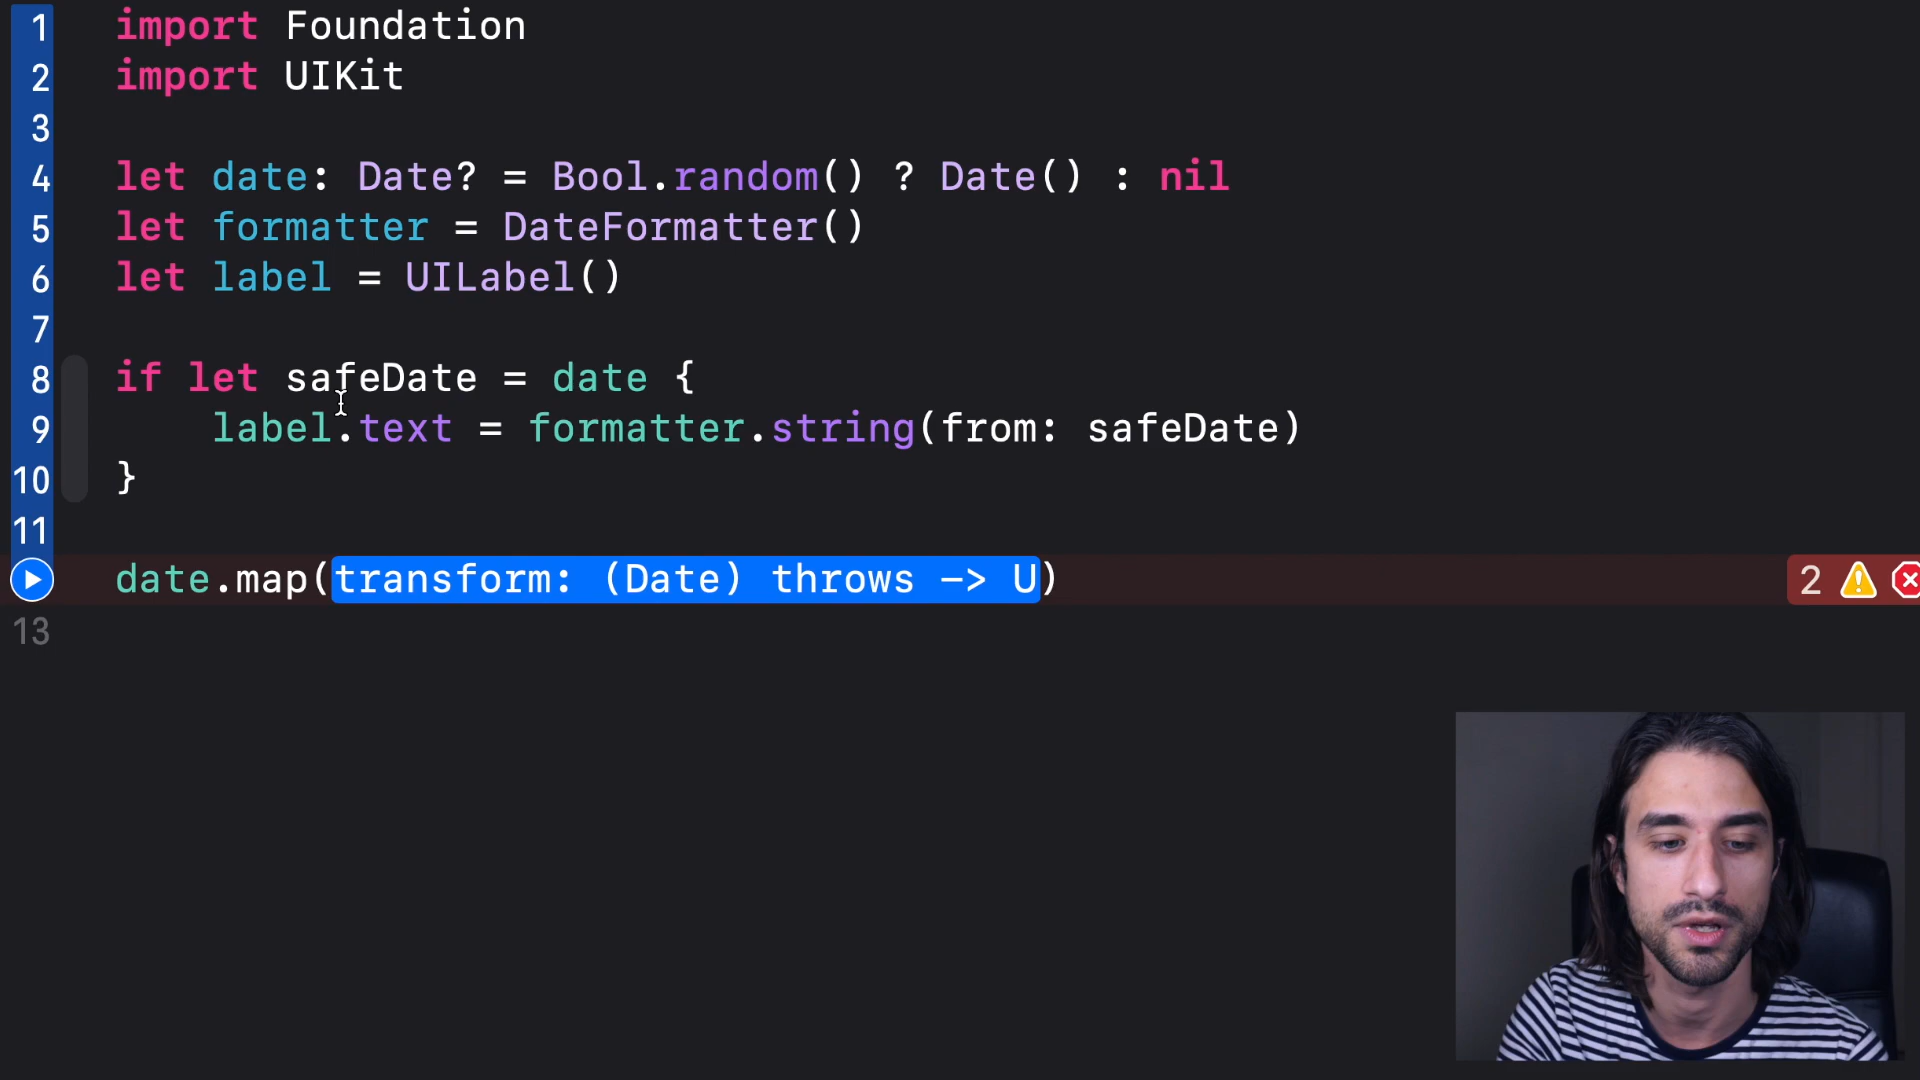 1 import Foundation
2 import UIKit
3
4 let date: Date? = Bool.random() ? Date() : nil
5 let formatter = DateFormatter()
6 let label = UILabel()
7
8 if let safeDate = date {
9 label.text = formatter.string(from: safeDate)
10 }
11
date.map(transform: (Date) throws -> U) 2
13